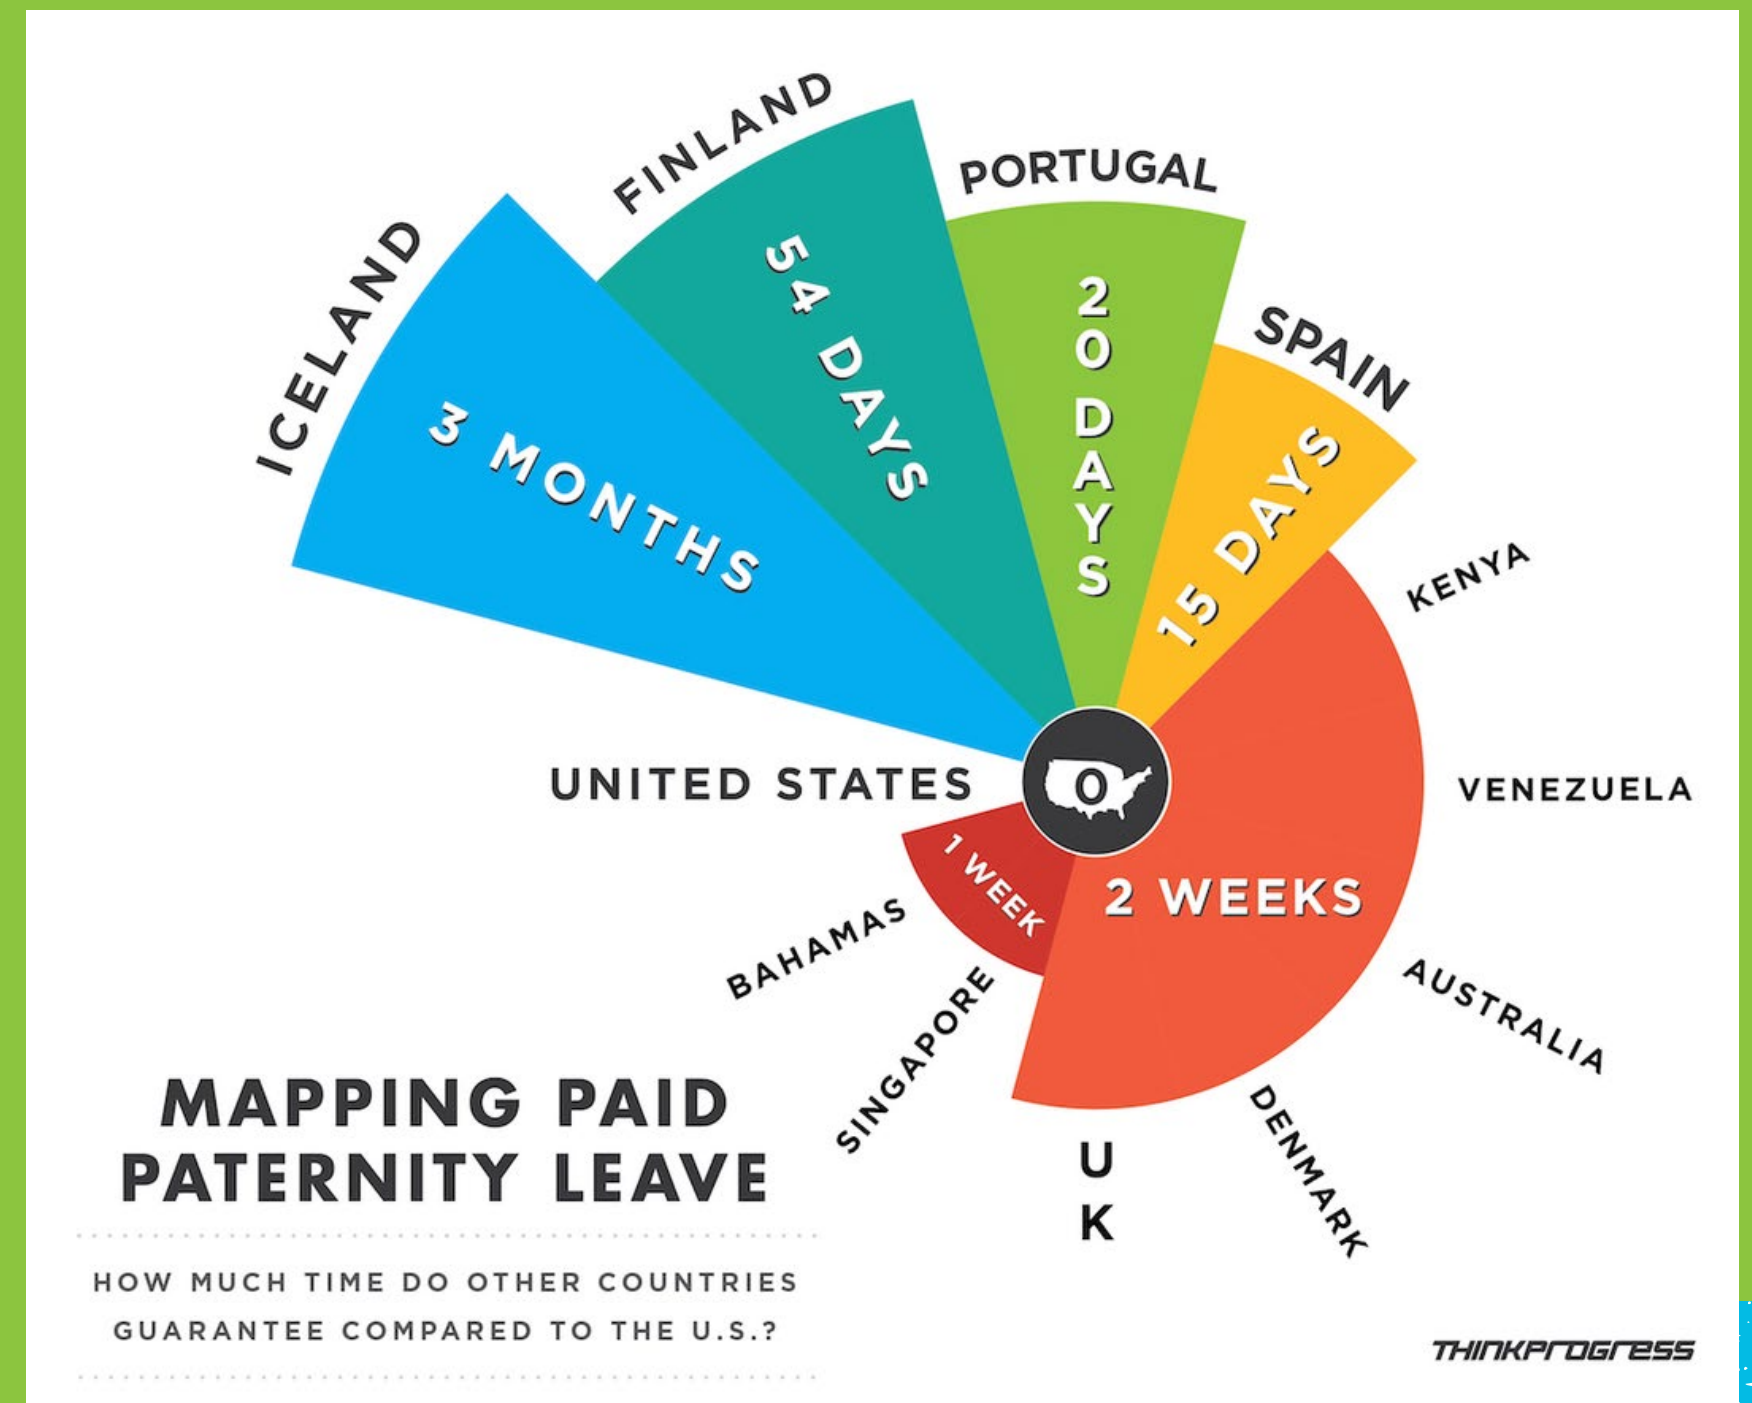 ICELAND
3 MONTHS
FINLAND
54 DAYS
PORTUGAL
20 DAYS
SPAIN
15 DAYS
KENYA
VENEZUELA
2 WEEKS
AUSTRALIA
DENMARK
UK
SINGAPORE
1 WEEK
BAHAMAS
UNITED STATES
0
MAPPING PAID
PATERNITY LEAVE
HOW MUCH TIME DO OTHER COUNTRIES
GUARANTEE COMPARED TO THE U.S.?
THINKPROGRESS